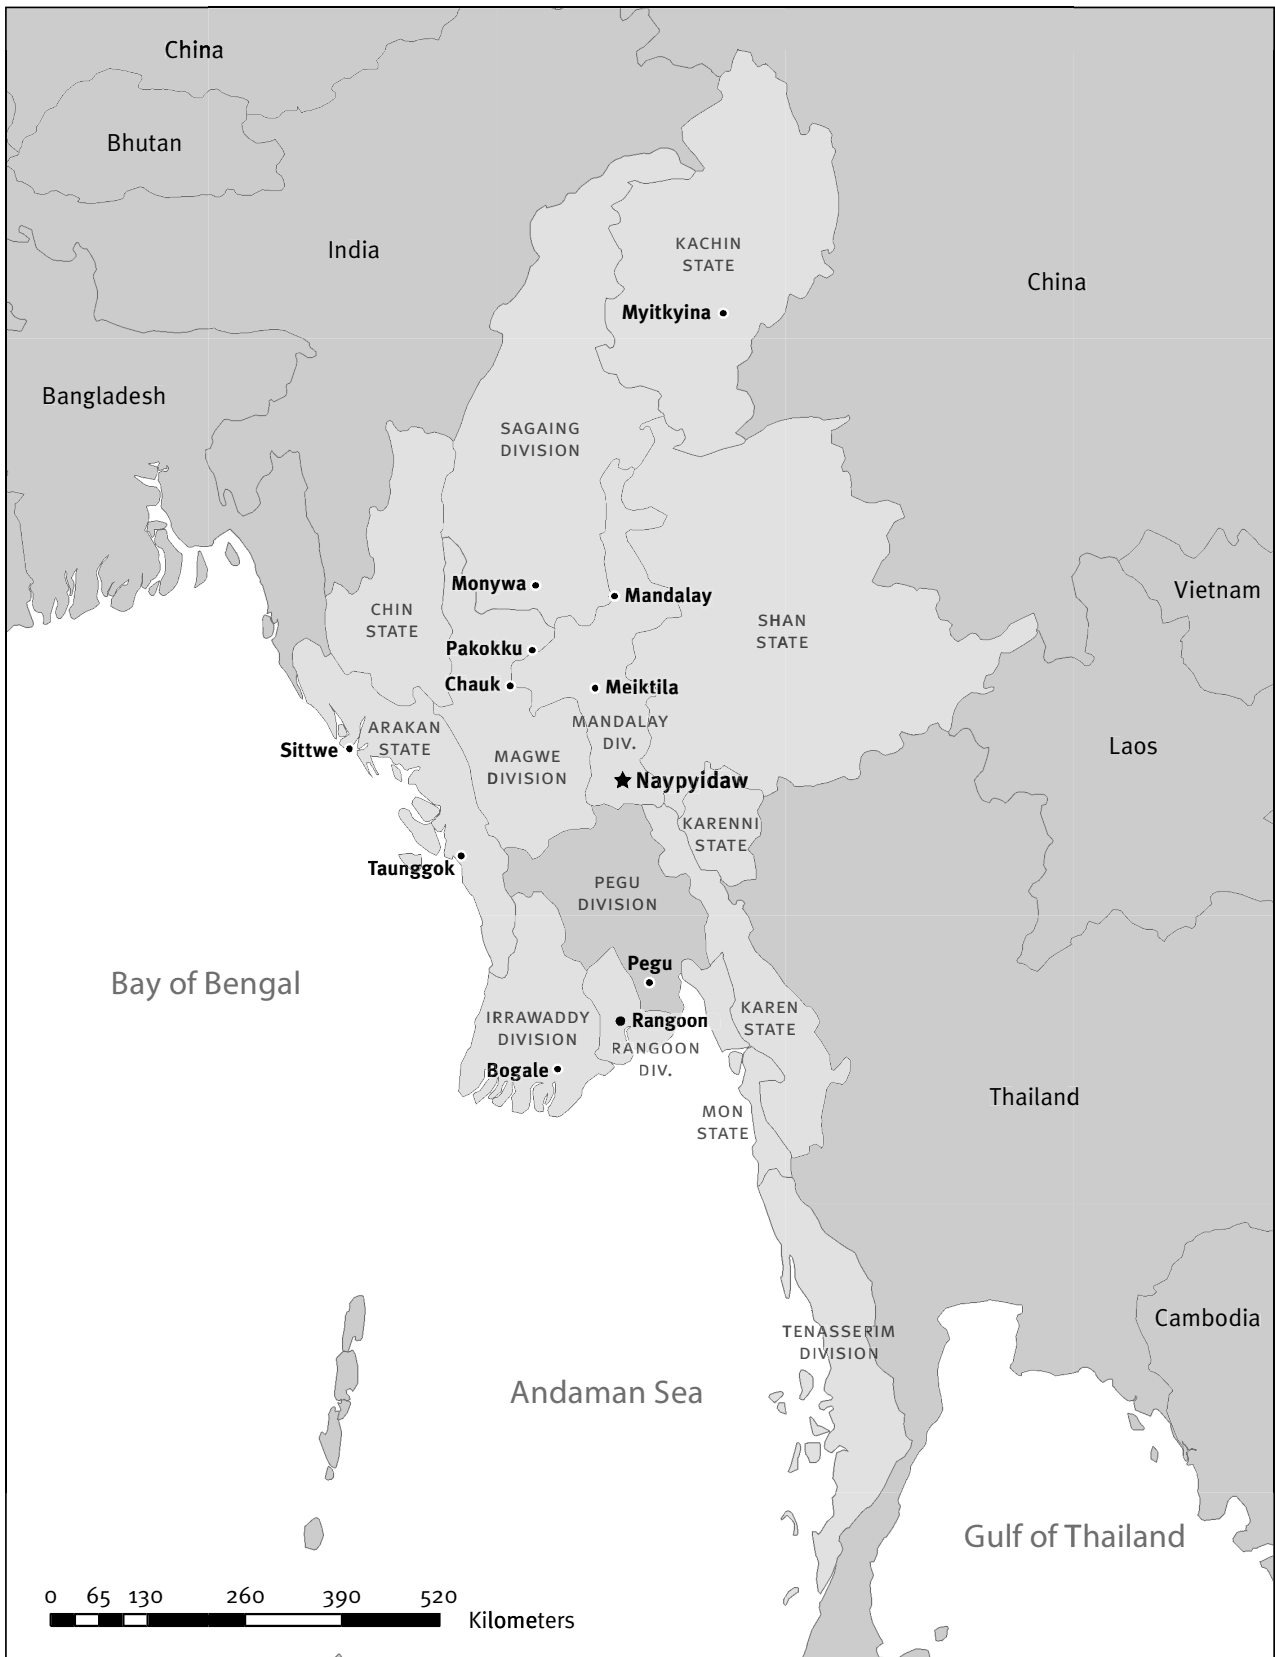 China
Bhutan
India
KACHIN
STATE
China
Myitkyina
Bangladesh
SAGAING
DIVISION
Monywa
Mandalay
Vietnam
CHIN
STATE
SHAN
STATE
Pakokku
Chauk
Meiktila
ARAKAN
STATE
MANDALAY
DIV.
Laos
Sittwe
MAGWE
DIVISION
Naypyidaw
KARENNI
STATE
Taunggok
PEGU
DIVISION
Pegu
Bay of Bengal
IRRAWADDY
DIVISION
Rangoon
KAREN
STATE
RANGOON
DIV.
Bogale
Thailand
MON
STATE
Cambodia
TENASSERIM
DIVISION
Andaman Sea
Gulf of Thailand
0 65 130 260 390 520
Kilometers